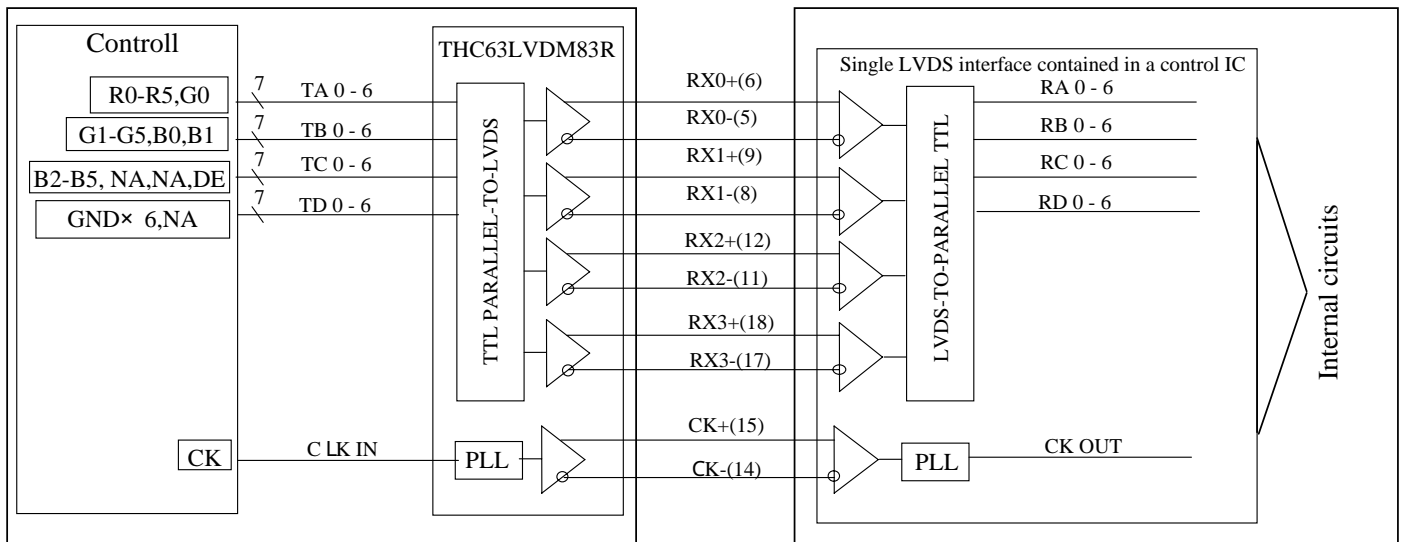 Controll
THC63LVDM83R
Single LVDS interface contained in a control IC
R0-R5,G0
7
TA 0 - 6
RX0+(6)
RA 0 - 6
G1-G5,B0,B1
7
TB 0 - 6
RX0-(5)
RB 0 - 6
B2-B5, NA,NA,DE
7
TC 0 - 6
RX1+(9)
RC 0 - 6
GND× 6,NA
7
TD 0 - 6
RX1-(8)
RD 0 - 6
RX2+(12)
RX2-(11)
RX3+(18)
RX3-(17)
TTL PARALLEL-TO-LVDS
LVDS-TO-PARALLEL TTL
Internal circuits
CK
CLK IN
PLL
CK+(15)
CK-(14)
PLL
CK OUT